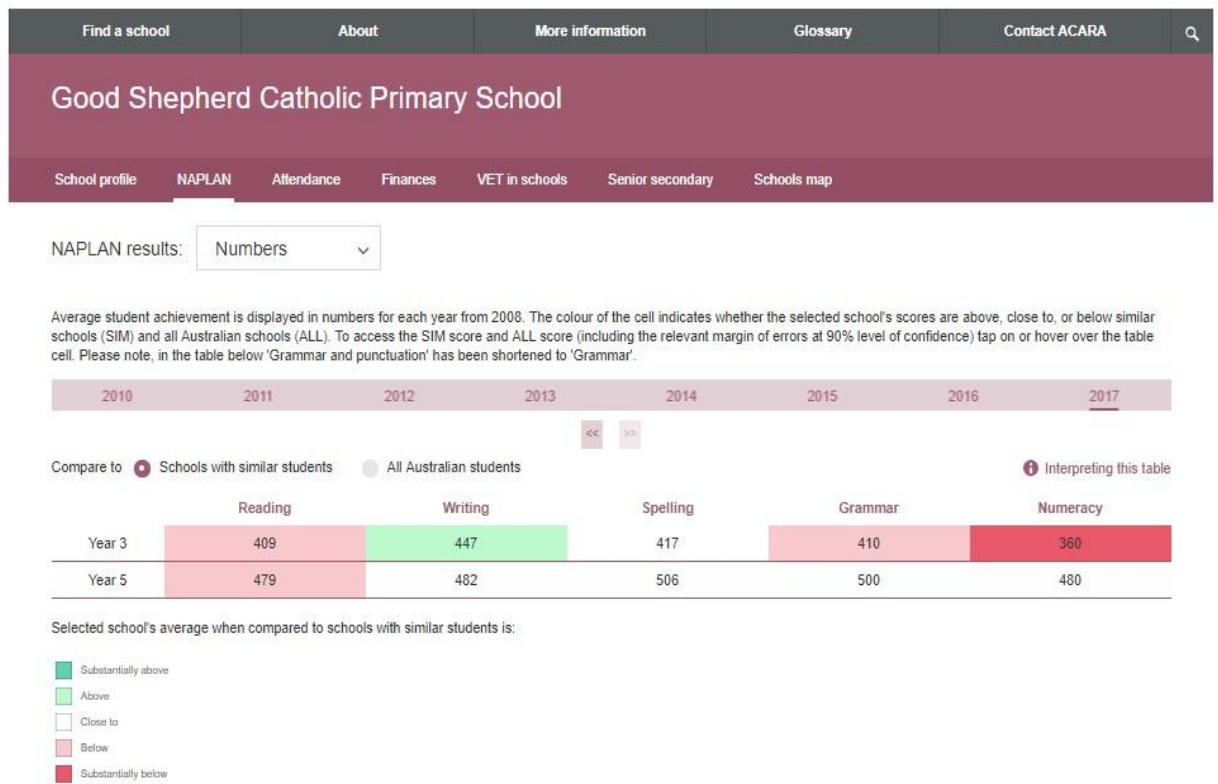 Find a school About More information Glossary Contact ACARA
Good Shepherd Catholic Primary School
School profile NAPLAN Attendance Finances VET in schools Senior secondary Schools map
NAPLAN results: Numbers
Average student achievement is displayed in numbers for each year from 2008. The colour of the cell indicates whether the selected school's scores are above, close to, or below similar
schools (SIM) and all Australian schools (ALL). To access the SIM score and ALL score (including the relevant margin of errors at 90% level of confidence) tap on or hover over the table
cell. Please note, in the table below 'Grammar and punctuation' has been shortened to 'Grammar'.
2010 2011 2012 2013 2014 2015 2016 2017
<< >>
Compare to Schools with similar students All Australian students Interpreting this table
Reading Writing Spelling Grammar Numeracy
Year 3 409 447 417 410 360
Year 5 479 482 506 500 480
Selected school's average when compared to schools with similar students is:
Substantially above
Above
Close to
Below
Substantially below